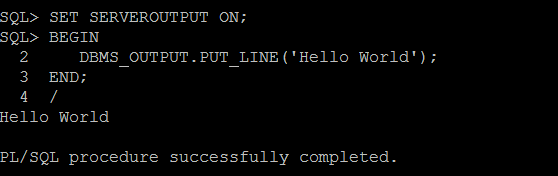 SQL> SET SERVEROUTPUT ON;
SQL> BEGIN
  2     DBMS_OUTPUT.PUT_LINE('Hello World');
  3  END;
  4  /
Hello World

PL/SQL procedure successfully completed.